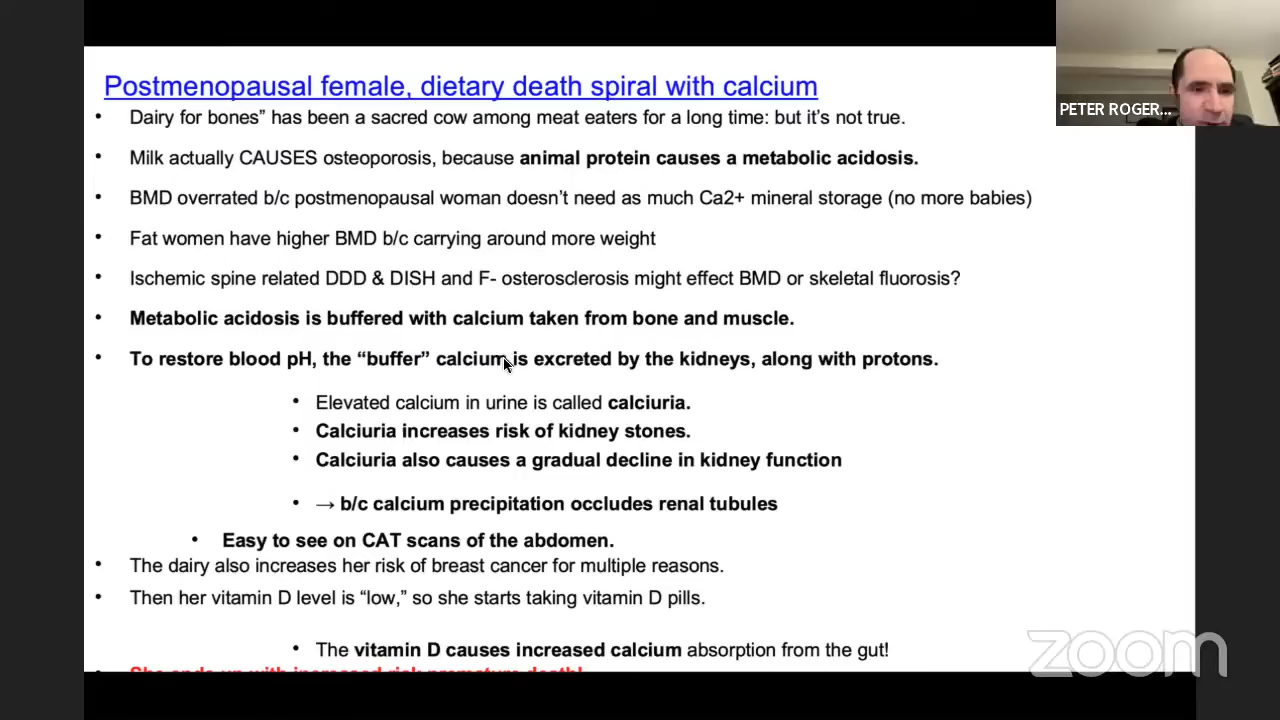 Postmenopausal female, dietary death spiral with calcium
PETER ROGER...
• Dairy for bones” has been a sacred cow among meat eaters for a long time: but it’s not true.
• Milk actually CAUSES osteoporosis, because animal protein causes a metabolic acidosis.
• BMD overrated b/c postmenopausal woman doesn’t need as much Ca2+ mineral storage (no more babies)
• Fat women have higher BMD b/c carrying around more weight
• Ischemic spine related DDD & DISH and F- osterosclerosis might effect BMD or skeletal fluorosis?
• Metabolic acidosis is buffered with calcium taken from bone and muscle.
• To restore blood pH, the “buffer” calcium is excreted by the kidneys, along with protons.
• Elevated calcium in urine is called calciuria.
• Calciuria increases risk of kidney stones.
• Calciuria also causes a gradual decline in kidney function
• → b/c calcium precipitation occludes renal tubules
• Easy to see on CAT scans of the abdomen.
• The dairy also increases her risk of breast cancer for multiple reasons.
• Then her vitamin D level is “low,” so she starts taking vitamin D pills.
• The vitamin D causes increased calcium absorption from the gut!
• She ends up with increased risk premature death!
zoom